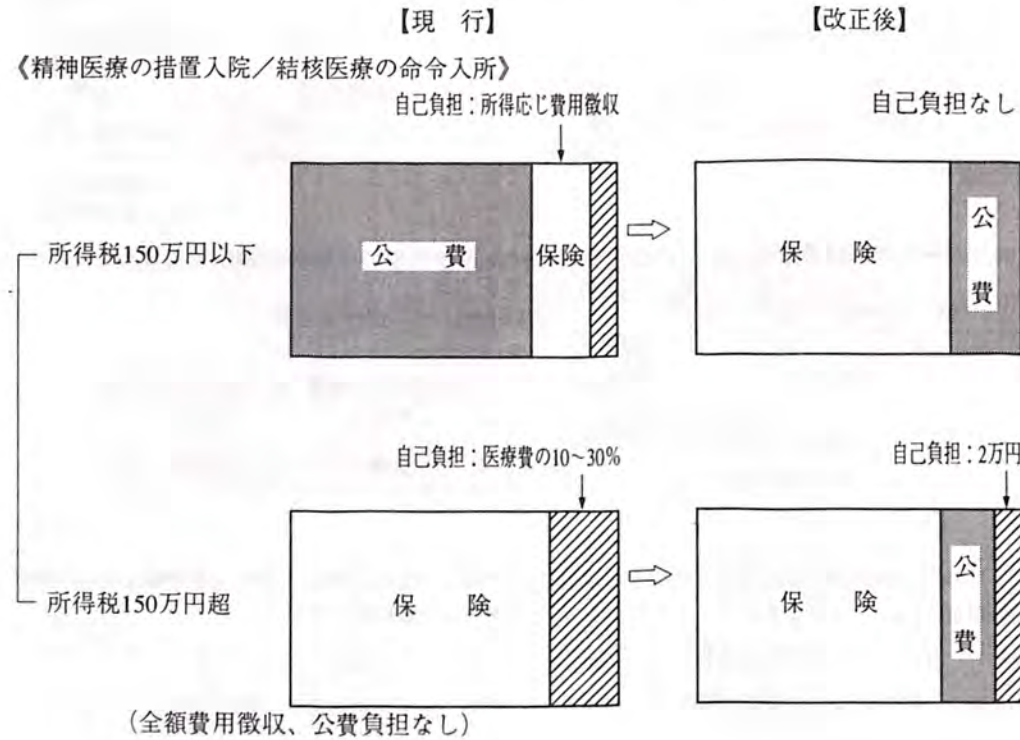 【現 行】
【改正後】
《精神医療の措置入院／結核医療の命令入所》
自己負担：所得応じ費用徴収
自己負担なし
所得税150万円以下
公 費
保険
保 険
公費
自己負担：医療費の10～30%
自己負担：2万円
所得税150万円超
保 険
保 険
公費
（全額費用徴収、公費負担なし）